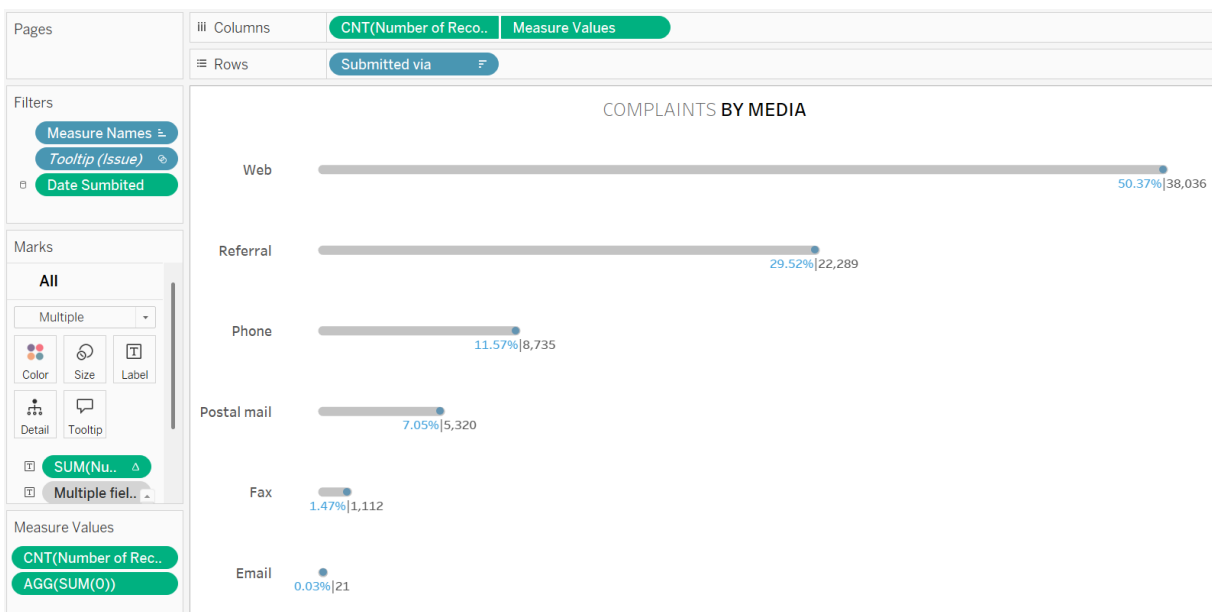 Pages
iii Columns
CNT(Number of Reco..
Measure Values
Rows
Submitted via
Filters
Measure Names
Tooltip (Issue)
Date Sumbited
COMPLAINTS BY MEDIA
Web
50.37%|38,036
Referral
29.52%|22,289
Phone
11.57%|8,735
Postal mail
7.05%|5,320
Fax
1.47%|1,112
Email
0.03%|21
Marks
All
Multiple
Color
Size
T
Label
Detail
Tooltip
T
SUM(Nu..
Δ
T
Multiple fiel..
Measure Values
CNT(Number of Rec..
AGG(SUM(0))